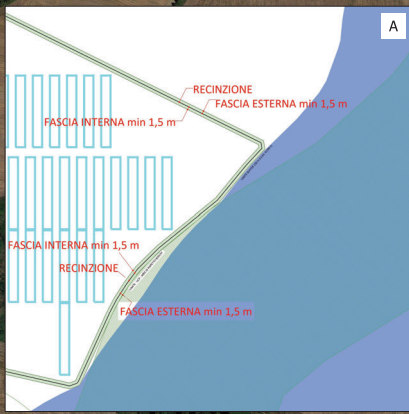 A
RECINZIONE
FASCIA ESTERNA min 1,5 m
FASCIA INTERNA min 1,5 m
FASCIA INTERNA min 1,5 m
RECINZIONE
FASCIA ESTERNA min 1,5 m